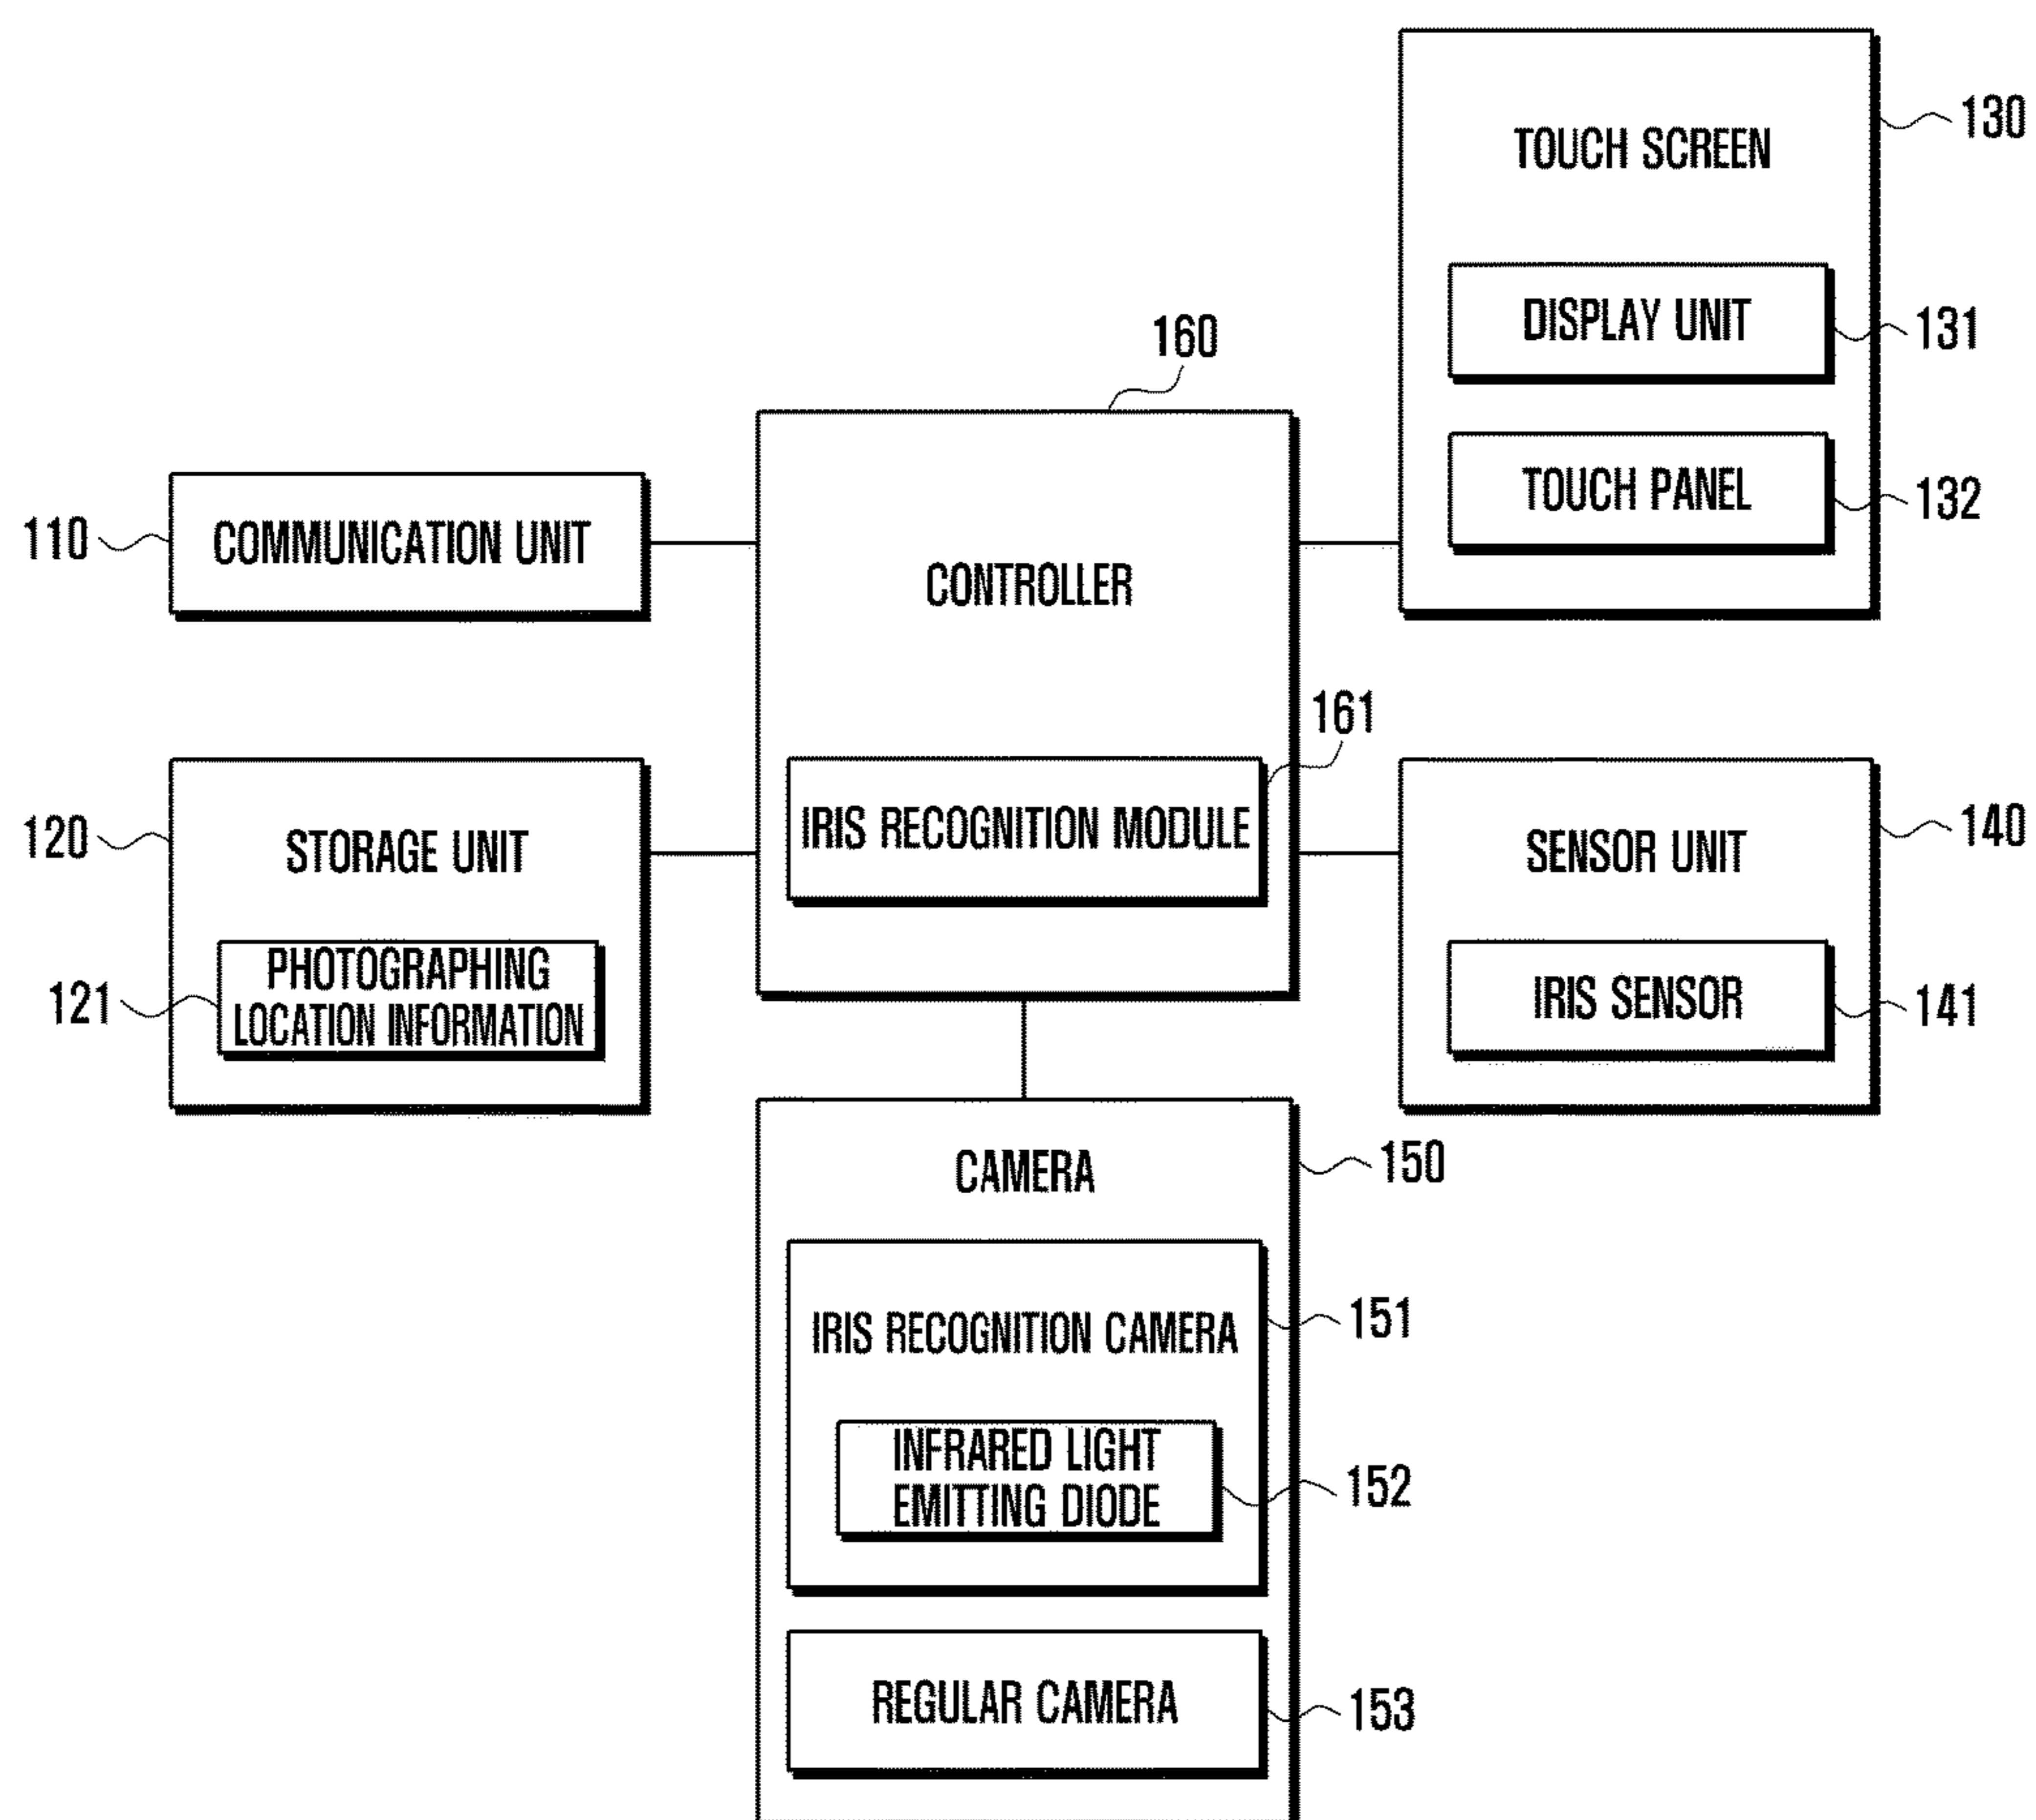 130
TOUCH SCREEN
DISPLAY UNIT
131
TOUCH PANEL
132
160
CONTROLLER
161
IRIS RECOGNITION MODULE
110
COMMUNICATION UNIT
120
STORAGE UNIT
121
PHOTOGRAPHING
LOCATION INFORMATION
140
SENSOR UNIT
IRIS SENSOR
141
CAMERA
150
IRIS RECOGNITION CAMERA
151
INFRARED LIGHT
EMITTING DIODE
152
REGULAR CAMERA
153